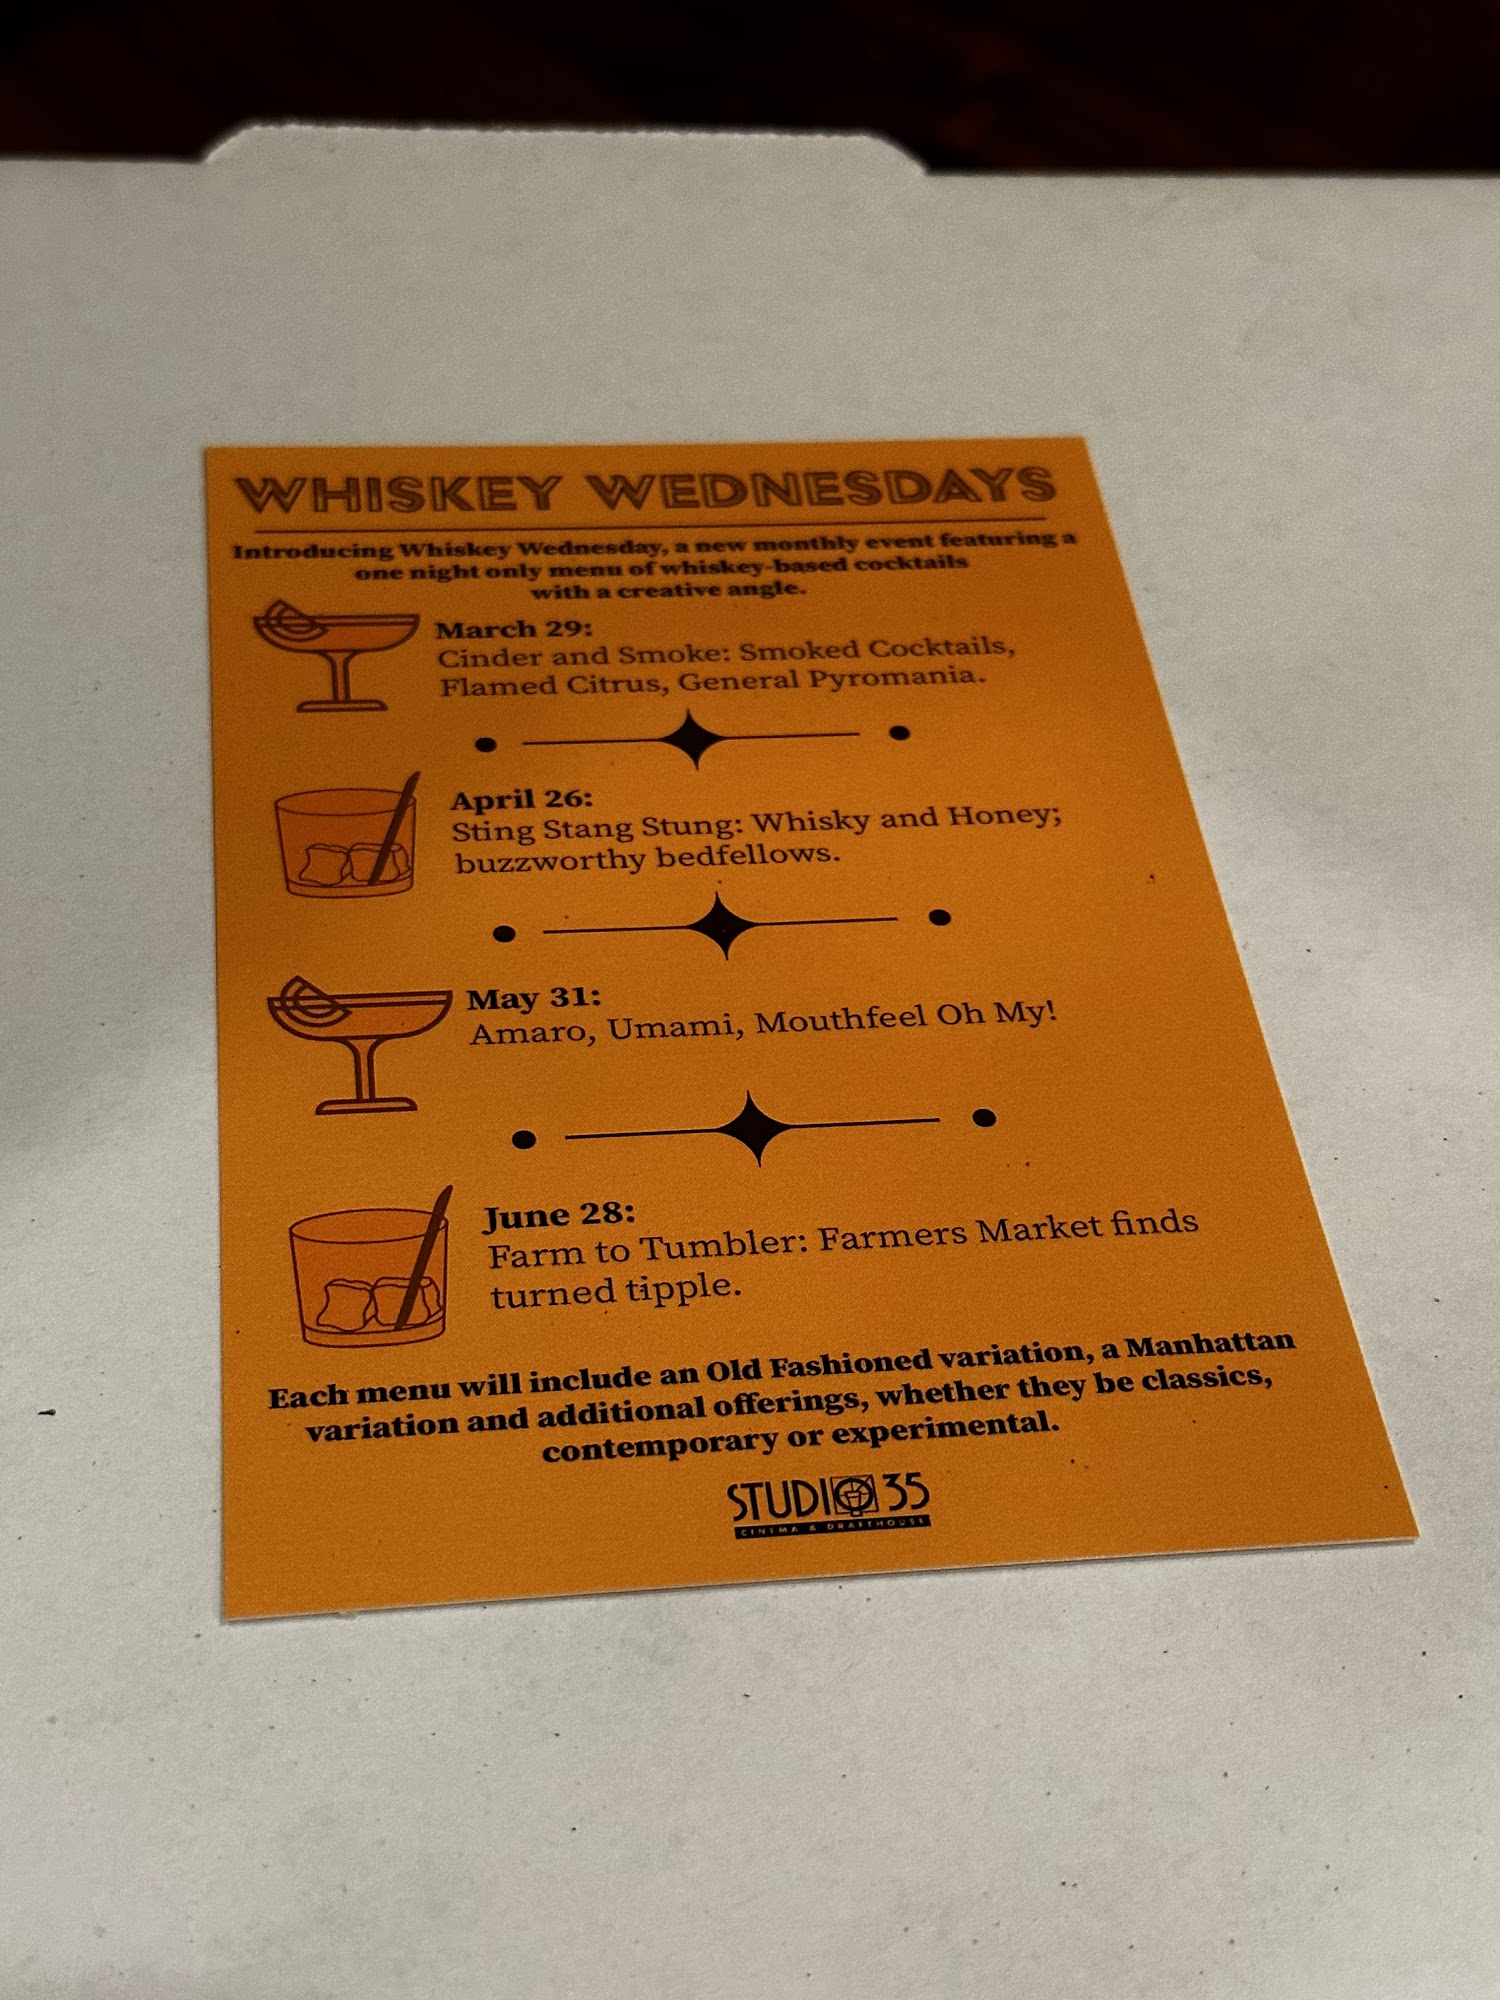 WHISKEY WEDNESDAYS
Introducing Whiskey Wednesday, a new monthly event featuring a
one night only menu of whiskey-based cocktails
with a creative angle.
March 29:
Cinder and Smoke: Smoked Cocktails,
Flamed Citrus, General Pyromania.
April 26:
Sting Stang Stung: Whisky and Honey;
buzzworthy bedfellows.
May 31:
Amaro, Umami, Mouthfeel Oh My!
June 28:
Farm to Tumbler: Farmers Market finds
turned tipple.
Each menu will include an Old Fashioned variation, a Manhattan
variation and additional offerings, whether they be classics,
contemporary or experimental.
STUDIO 35
CINEMA & DRAFTHOUSE